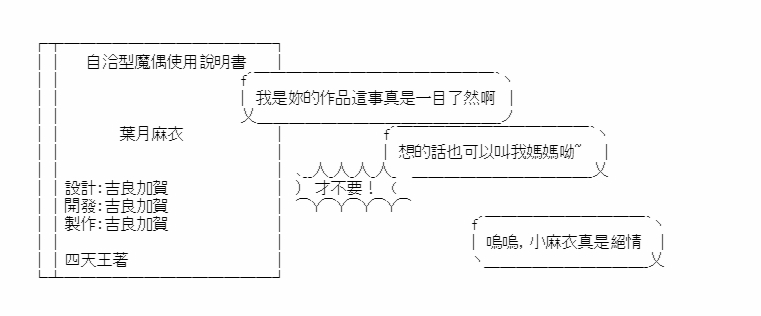 自洽型魔偶使用說明書
我是妳的作品這事真是一目了然啊
葉月麻衣
想的話也可以叫我媽媽呦~
設計:吉良加賀
才不要！
開發:吉良加賀
製作:吉良加賀
嗚嗚，小麻衣真是絕情
四天王著